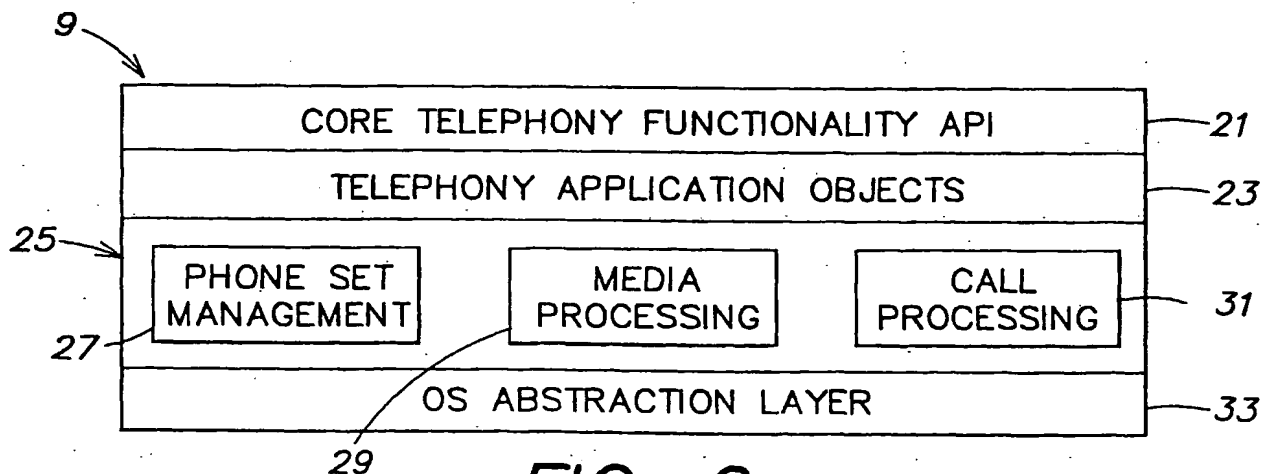 9
CORE TELEPHONY FUNCTIONALITY API
21
TELEPHONY APPLICATION OBJECTS
23
25
PHONE SET
MANAGEMENT
27
MEDIA
PROCESSING
29
CALL
PROCESSING
31
OS ABSTRACTION LAYER
33